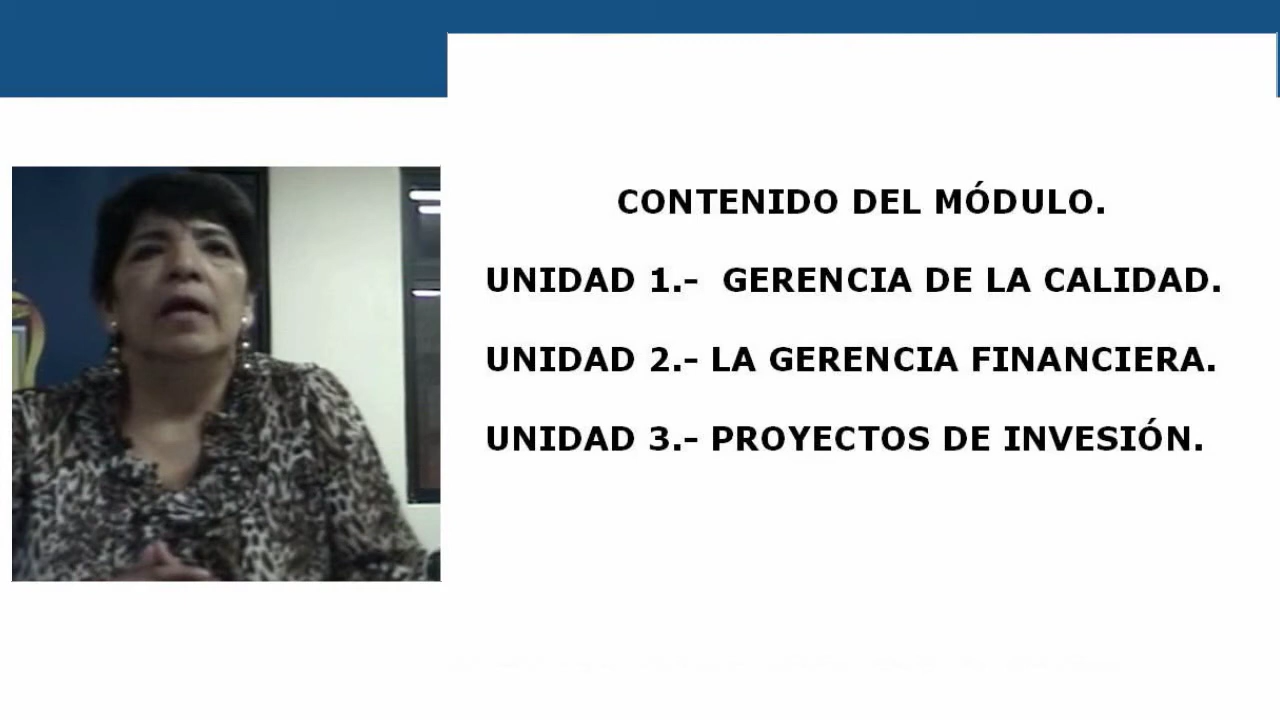 CONTENIDO DEL MÓDULO.
UNIDAD 1.- GERENCIA DE LA CALIDAD.
UNIDAD 2.- LA GERENCIA FINANCIERA.
UNIDAD 3.- PROYECTOS DE INVESIÓN.